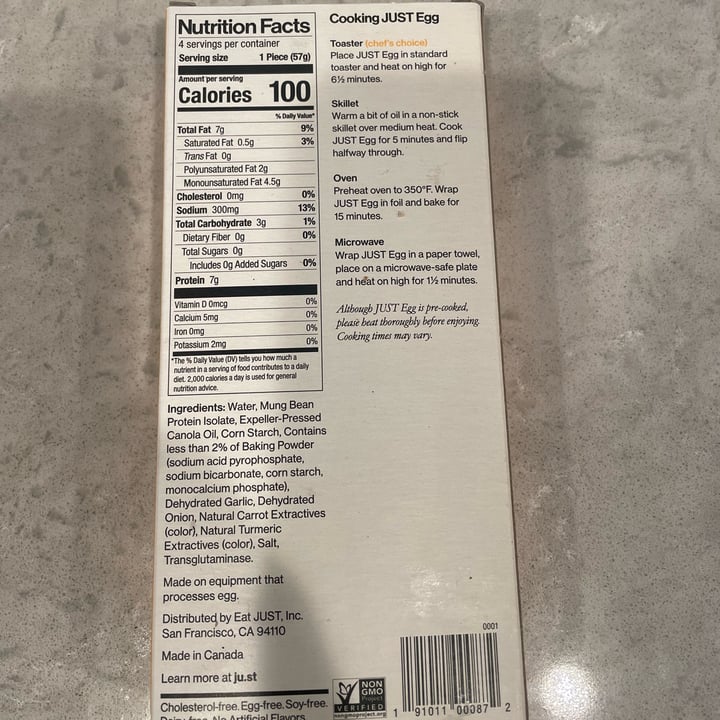 Nutrition Facts
4 servings per container
Serving size 1 Piece (57g)
Amount per serving
Calories 100
% Daily Value*
Total Fat 7g 9%
Saturated Fat 0.5g 3%
Trans Fat 0g
Polyunsaturated Fat 2g
Monounsaturated Fat 4.5g
Cholesterol 0mg 0%
Sodium 300mg 13%
Total Carbohydrate 3g 1%
Dietary Fiber 0g 0%
Total Sugars 0g
Includes 0g Added Sugars 0%
Protein 7g
Vitamin D 0mcg 0%
Calcium 5mg 0%
Iron 0mg 0%
Potassium 2mg 0%
*The % Daily Value (DV) tells you how much a
nutrient in a serving of food contributes to a daily
diet. 2,000 calories a day is used for general
nutrition advice.
Ingredients: Water, Mung Bean
Protein Isolate, Expeller-Pressed
Canola Oil, Corn Starch, Contains
less than 2% of Baking Powder
(sodium acid pyrophosphate,
sodium bicarbonate, corn starch,
monocalcium phosphate),
Dehydrated Garlic, Dehydrated
Onion, Natural Carrot Extractives
(color), Natural Turmeric
Extractives (color), Salt,
Transglutaminase.
Made on equipment that
processes egg.
Distributed by Eat JUST, Inc.
San Francisco, CA 94110
Made in Canada
Learn more at ju.st
Cholesterol-free. Egg-free. Soy-free.
Dairy-free. No Artificial Flavors
Cooking JUST Egg
Toaster (chef's choice)
Place JUST Egg in standard
toaster and heat on high for
6½ minutes.
Skillet
Warm a bit of oil in a non-stick
skillet over medium heat. Cook
JUST Egg for 5 minutes and flip
halfway through.
Oven
Preheat oven to 350°F. Wrap
JUST Egg in foil and bake for
15 minutes.
Microwave
Wrap JUST Egg in a paper towel,
place on a microwave-safe plate
and heat on high for 1½ minutes.
Although JUST Egg is pre-cooked,
please heat thoroughly before enjoying.
Cooking times may vary.
NON
GMO
Project
VERIFIED
nongmoproject.org
0001
1 91011 00087 2